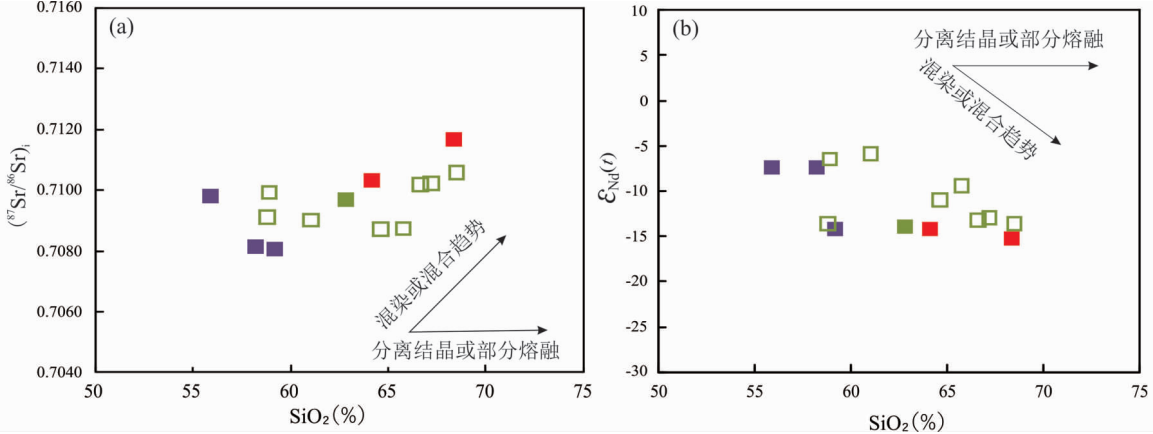 (a)
0.7160
0.7140
0.7120
0.7100
0.7080
0.7060
0.7040
(⁸⁷Sr/⁸⁶Sr)ᵢ
混染或混合趋势
分离结晶或部分熔融
50
55
60
65
70
75
SiO₂(%)
(b)
10
5
0
-5
-10
-15
-20
-25
-30
εNd(t)
分离结晶或部分熔融
混染或混合趋势
50
55
60
65
70
75
SiO₂(%)